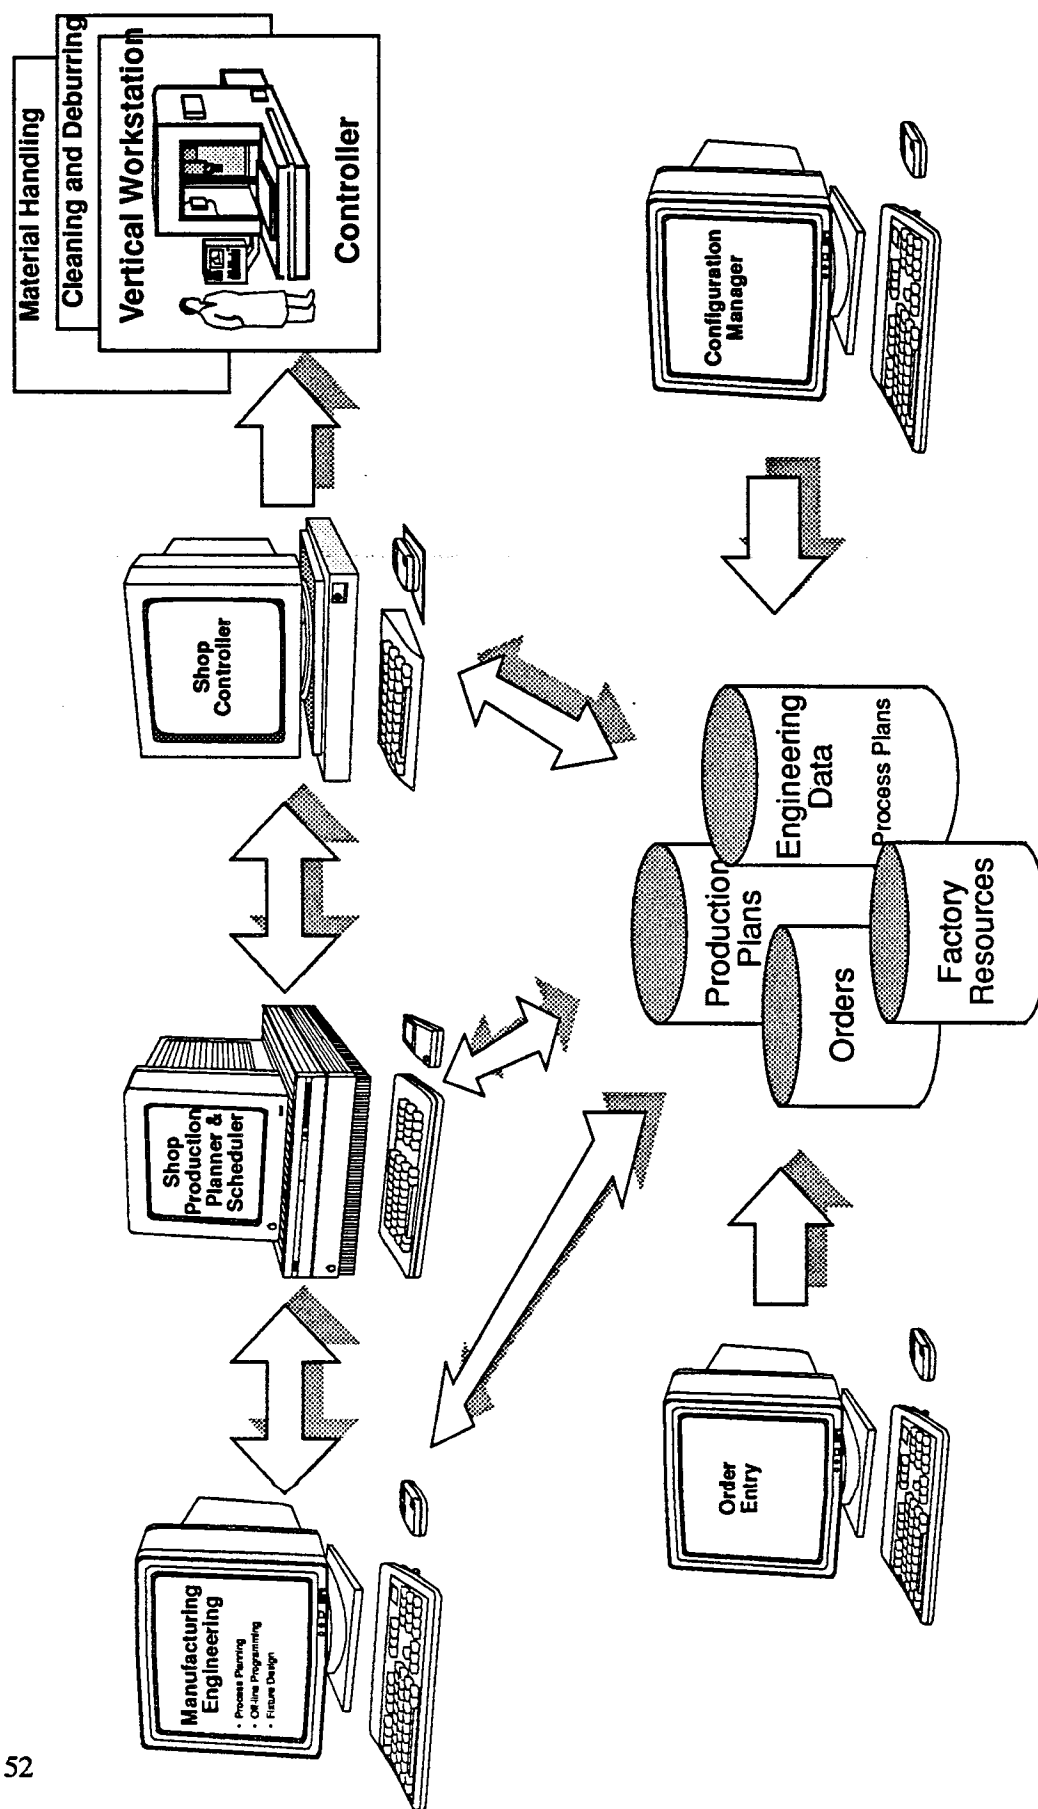 Manufacturing
Engineering
• Process Planning
• Off-line Programming
• Fixture Design
Shop
Production
Planner &
Scheduler
Shop
Controller
Material Handling
Cleaning and Deburring
Vertical Workstation
Controller
Order
Entry
Production
Plans
Orders
Engineering
Data
Process Plans
Factory
Resources
Configuration
Manager
52